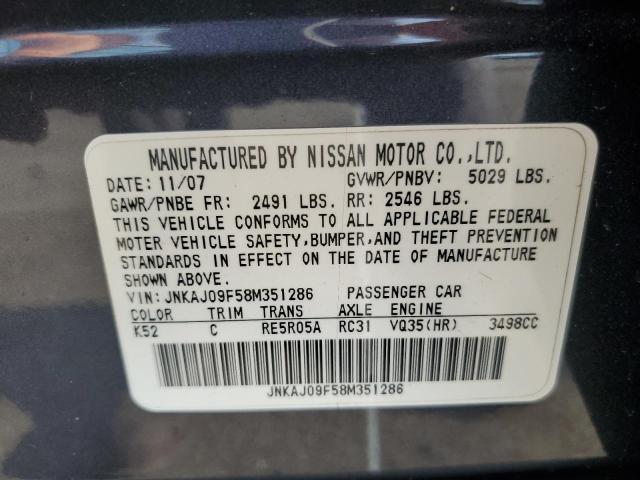 MANUFACTURED BY NISSAN MOTOR CO.,LTD.
DATE: 11/07 GVWR/PNBV: 5029 LBS.
GAWR/PNBE FR: 2491 LBS. RR: 2546 LBS.
THIS VEHICLE CONFORMS TO ALL APPLICABLE FEDERAL
MOTER VEHICLE SAFETY,BUMPER,AND THEFT PREVENTION
STANDARDS IN EFFECT ON THE DATE OF MANUFACTURE
SHOWN ABOVE.
VIN: JNKAJ09F58M351286 PASSENGER CAR
COLOR TRIM TRANS AXLE ENGINE
K52 C RE5R05A RC31 VQ35(HR) 3498CC
JNKAJ09F58M351286